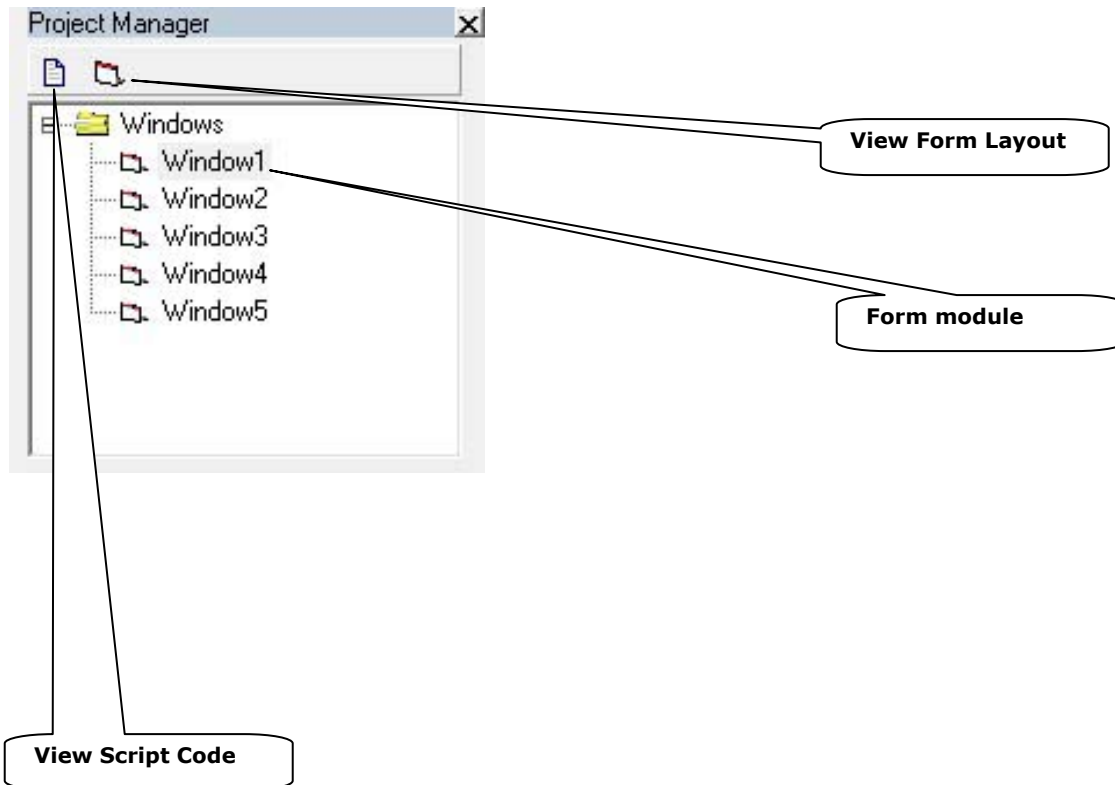 Project Manager
Windows
Window1
Window2
Window3
Window4
Window5
View Form Layout
Form module
View Script Code